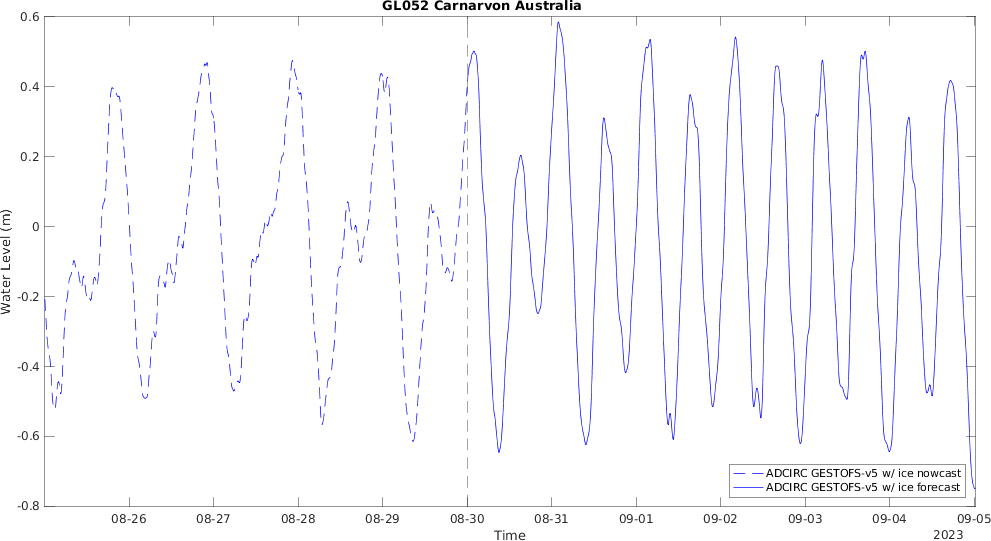 GL052 Carnarvon Australia
0.6
0.4
0.2
0
-0.2
-0.4
-0.6
-0.8
Water Level (m)
ADCIRC GESTOFS-v5 w/ ice nowcast
ADCIRC GESTOFS-v5 w/ ice forecast
08-26 08-27 08-28 08-29 08-30 08-31 09-01 09-02 09-03 09-04 09-05
Time
2023